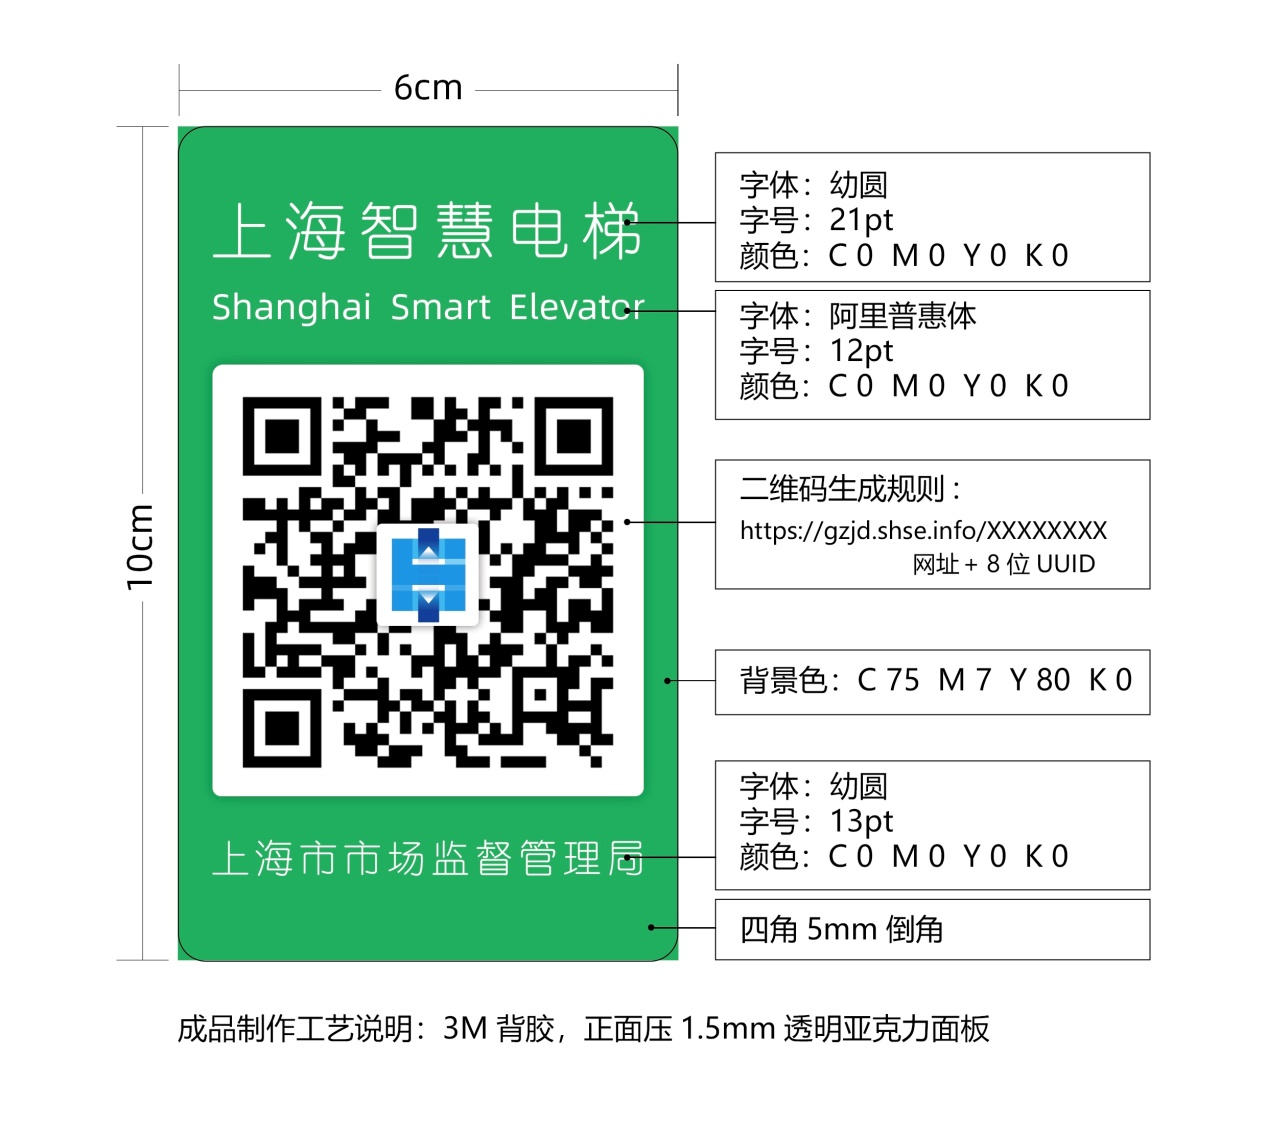 6cm
10cm
上海智慧电梯
Shanghai Smart Elevator
上海市市场监督管理局
字体：幼圆
字号：21pt
颜色：C 0 M 0 Y 0 K 0
字体：阿里普惠体
字号：12pt
颜色：C 0 M 0 Y 0 K 0
二维码生成规则：
https://gzjd.shse.info/XXXXXXXX
网址 + 8 位 UUID
背景色：C 75 M 7 Y 80 K 0
字体：幼圆
字号：13pt
颜色：C 0 M 0 Y 0 K 0
四角 5mm 倒角
成品制作工艺说明：3M 背胶，正面压 1.5mm 透明亚克力面板